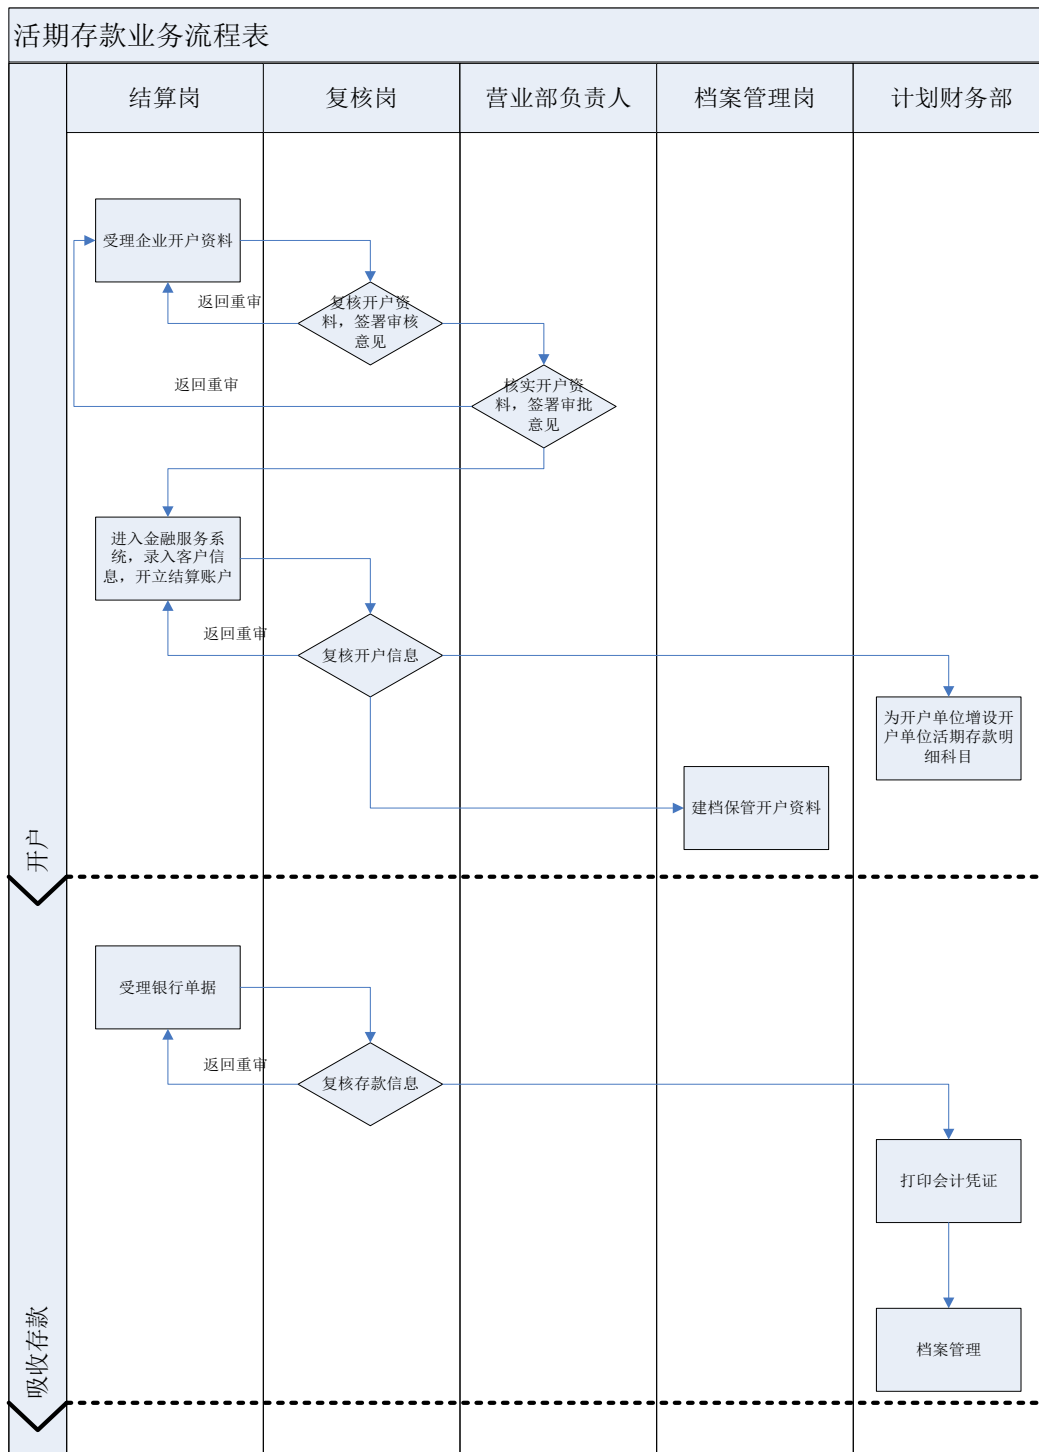 活期存款业务流程表
结算岗
复核岗
营业部负责人
档案管理岗
计划财务部
受理企业开户资料
返回重审
复核开户资
料，签署审核
意见
返回重审
核实开户资
料，签署审批
意见
进入金融服务系
统，录入客户信
息，开立结算账户
返回重审
复核开户信息
为开户单位增设开
户单位活期存款明
细科目
建档保管开户资料
开户
受理银行单据
返回重审
复核存款信息
打印会计凭证
档案管理
吸收存款